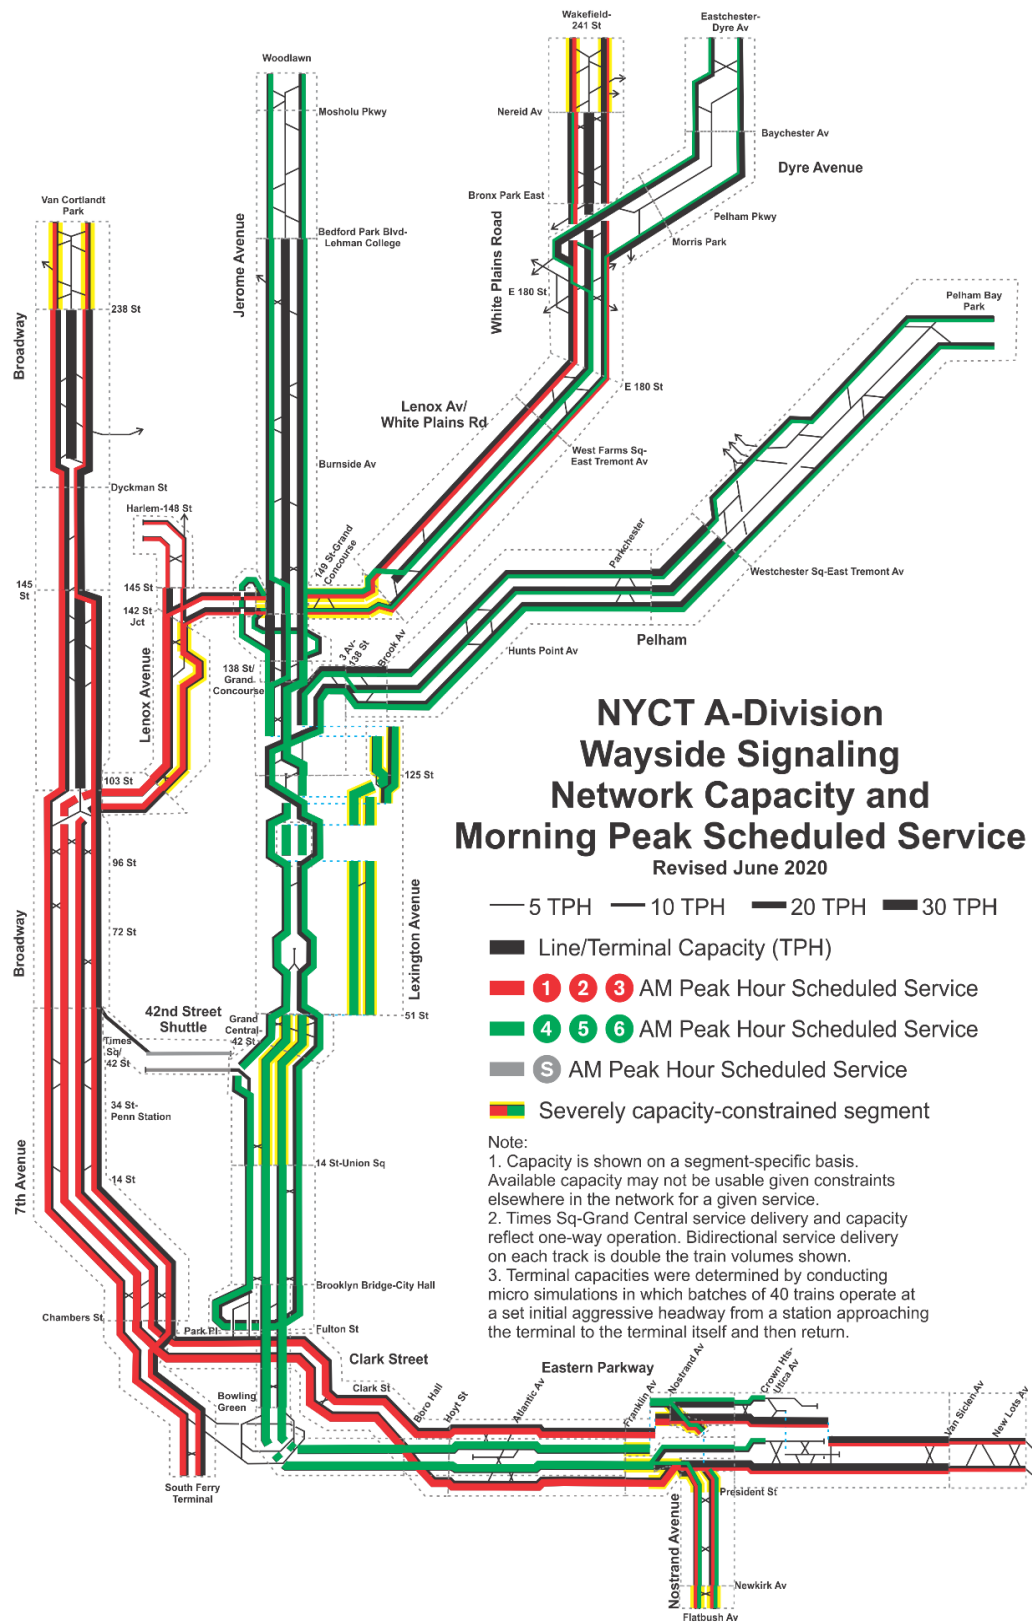 Wakefield-
241 St
Eastchester-
Dyre Av
Woodlawn
Mosholu Pkwy
Nereid Av
Baychester Av
Dyre Avenue
Bronx Park East
Van Cortlandt
Park
Pelham Pkwy
Jerome Avenue
Bedford Park Blvd-
Lehman College
Morris Park
White Plains Road
E 180 St
Pelham Bay
Park
238 St
Broadway
E 180 St
Lenox Av/
White Plains Rd
West Farms Sq-
East Tremont Av
Burnside Av
Dyckman St
Harlem-148 St
149 St-Grand
Concourse
Parkchester
Westchester Sq-East Tremont Av
145
St
145 St
142 St
Jct
Pelham
3 Av-
138 St
Brook Av
Hunts Point Av
Lenox Avenue
138 St/
Grand
Concourse
NYCT A-Division
Wayside Signaling
Network Capacity and
Morning Peak Scheduled Service
Revised June 2020
125 St
103 St
96 St
72 St
Broadway
Lexington Avenue
5 TPH
10 TPH
20 TPH
30 TPH
Line/Terminal Capacity (TPH)
1 2 3 AM Peak Hour Scheduled Service
4 5 6 AM Peak Hour Scheduled Service
S AM Peak Hour Scheduled Service
Severely capacity-constrained segment
51 St
42nd Street
Shuttle
Grand
Central-
42 St
Times
Sq/
42 St
34 St-
Penn Station
7th Avenue
14 St
14 St-Union Sq
Note:
1. Capacity is shown on a segment-specific basis.
Available capacity may not be usable given constraints
elsewhere in the network for a given service.
2. Times Sq-Grand Central service delivery and capacity
reflect one-way operation. Bidirectional service delivery
on each track is double the train volumes shown.
3. Terminal capacities were determined by conducting
micro simulations in which batches of 40 trains operate at
a set initial aggressive headway from a station approaching
the terminal to the terminal itself and then return.
Brooklyn Bridge-City Hall
Chambers St
Park Pl
Fulton St
Clark Street
Eastern Parkway
Clark St
Bowling
Green
Boro Hall
Hoyt St
Atlantic Av
Franklin Av
Nostrand Av
Crown Hts-
Utica Av
Van Siclen-Av
New Lots Av
South Ferry
Terminal
President St
Nostrand Avenue
Newkirk Av
Flatbush Av